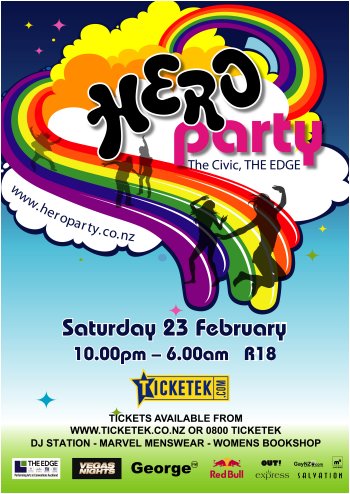 HERO
party
The Civic, THE EDGE
www.heroparty.co.nz
Saturday 23 February
10.00pm – 6.00am R18
TICKETEK.COM
TICKETS AVAILABLE FROM
WWW.TICKETEK.CO.NZ OR 0800 TICKETEK
DJ STATION - MARVEL MENSWEAR - WOMENS BOOKSHOP
THE EDGE
VEGAS NIGHTS
George FM
Red Bull
OUT!
express
GayNZ.com
SALVATION